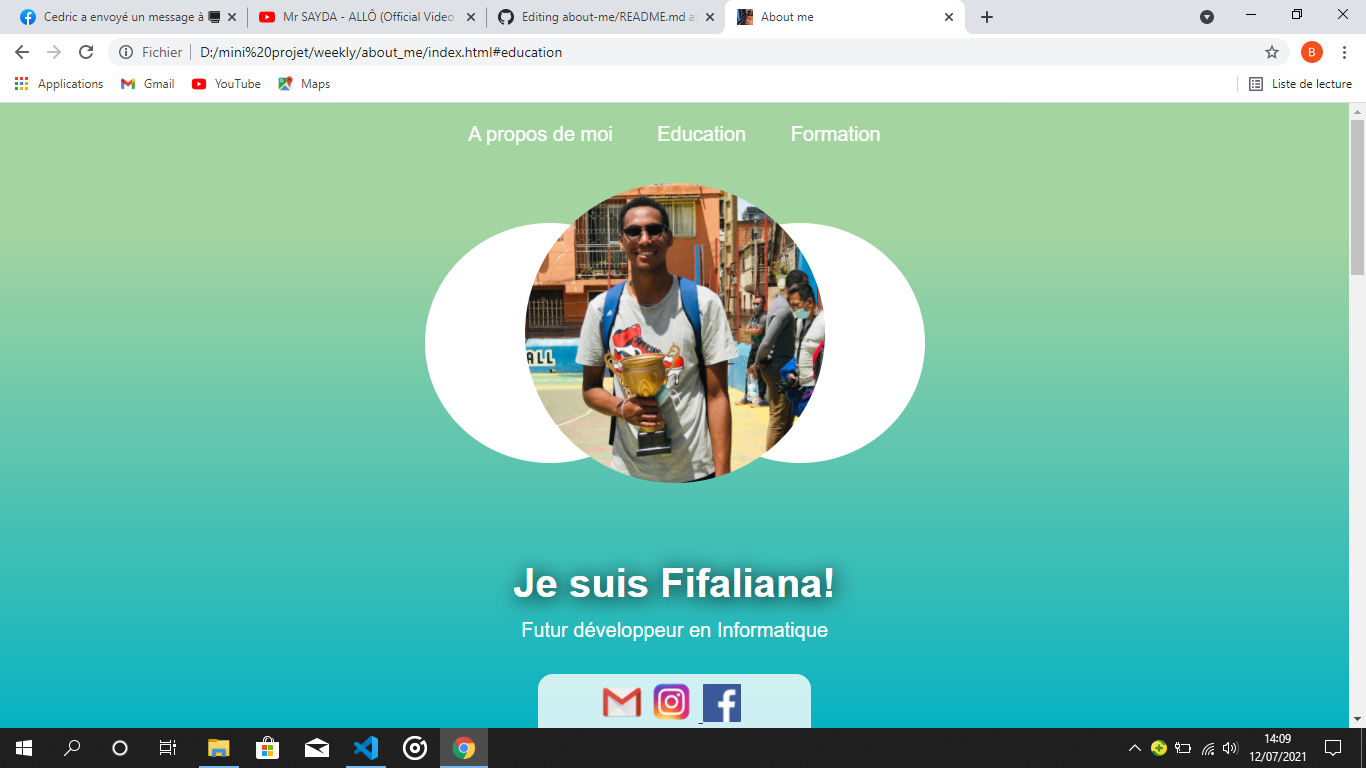 Cedric a envoyé un message à
Mr SAYDA - ALLÔ (Official Video
Editing about-me/README.md a
About me
Fichier
D:/mini%20projet/weekly/about_me/index.html#education
B
Applications
Gmail
YouTube
Maps
Liste de lecture
A propos de moi
Education
Formation
ALL
Je suis Fifaliana!
Futur développeur en Informatique
14:09
12/07/2021